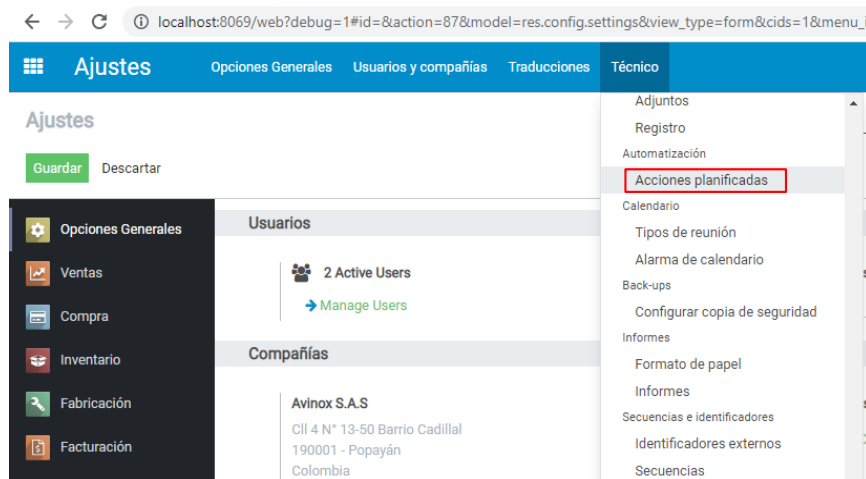 localhost:8069/web?debug=1#id=&action=87&model=res.config.settings&view_type=form&cids=1&menu_
Ajustes Opciones Generales Usuarios y compañías Traducciones Técnico
Ajustes
Guardar Descartar
Opciones Generales
Ventas
Compra
Inventario
Fabricación
Facturación
Usuarios
2 Active Users
Manage Users
Compañías
Avinox S.A.S
Cll 4 N° 13-50 Barrio Cadillal
190001 - Popayán
Colombia
Adjuntos
Registro
Automatización
Acciones planificadas
Calendario
Tipos de reunión
Alarma de calendario
Back-ups
Configurar copia de seguridad
Informes
Formato de papel
Informes
Secuencias e identificadores
Identificadores externos
Secuencias